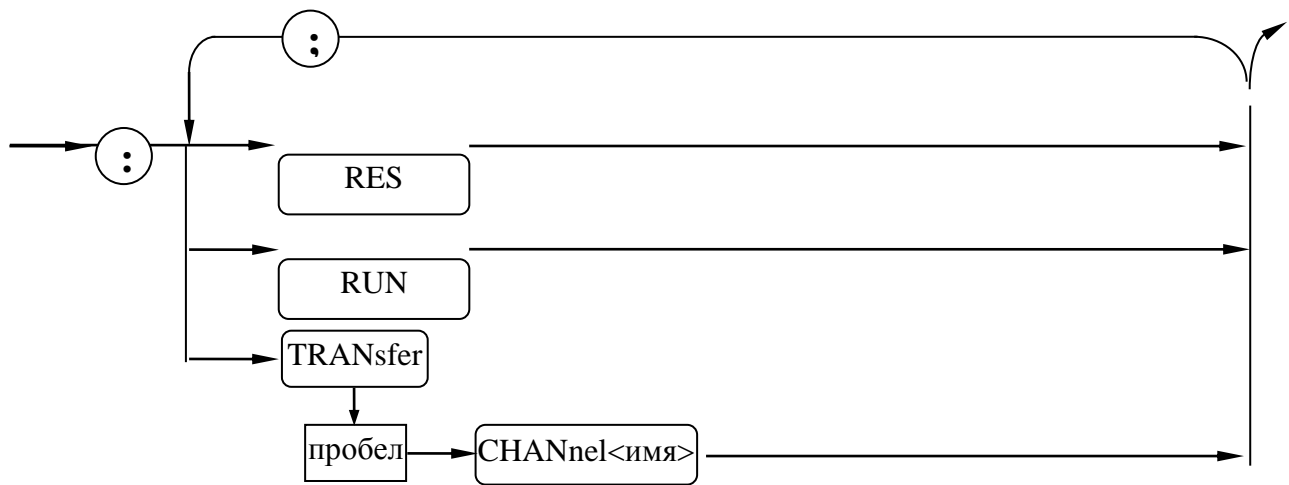 ;
:
RES
RUN
TRANsfer
пробел
CHANnel<имя>